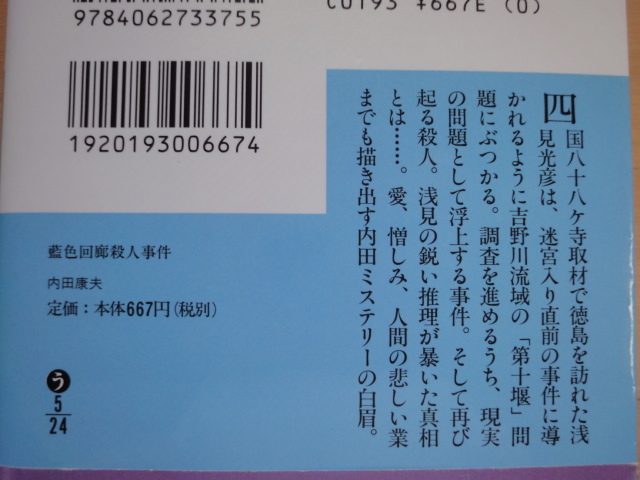 9784062733755
C0193 ¥667E (0)
1920193006674
四国八十八ヶ寺取材で徳島を訪れた浅
見光彦は、迷宮入り直前の事件に導
かれるように吉野川流域の「第十堰」問
題にぶつかる。調査を進めるうち、現実
の問題として浮上する事件。そして再び
起る殺人。浅見の鋭い推理が暴いた真相
とは……。愛、憎しみ、人間の悲しい業
までも描き出す内田ミステリーの白眉。
藍色回廊殺人事件
内田康夫
定価：本体667円（税別）
う
5
24